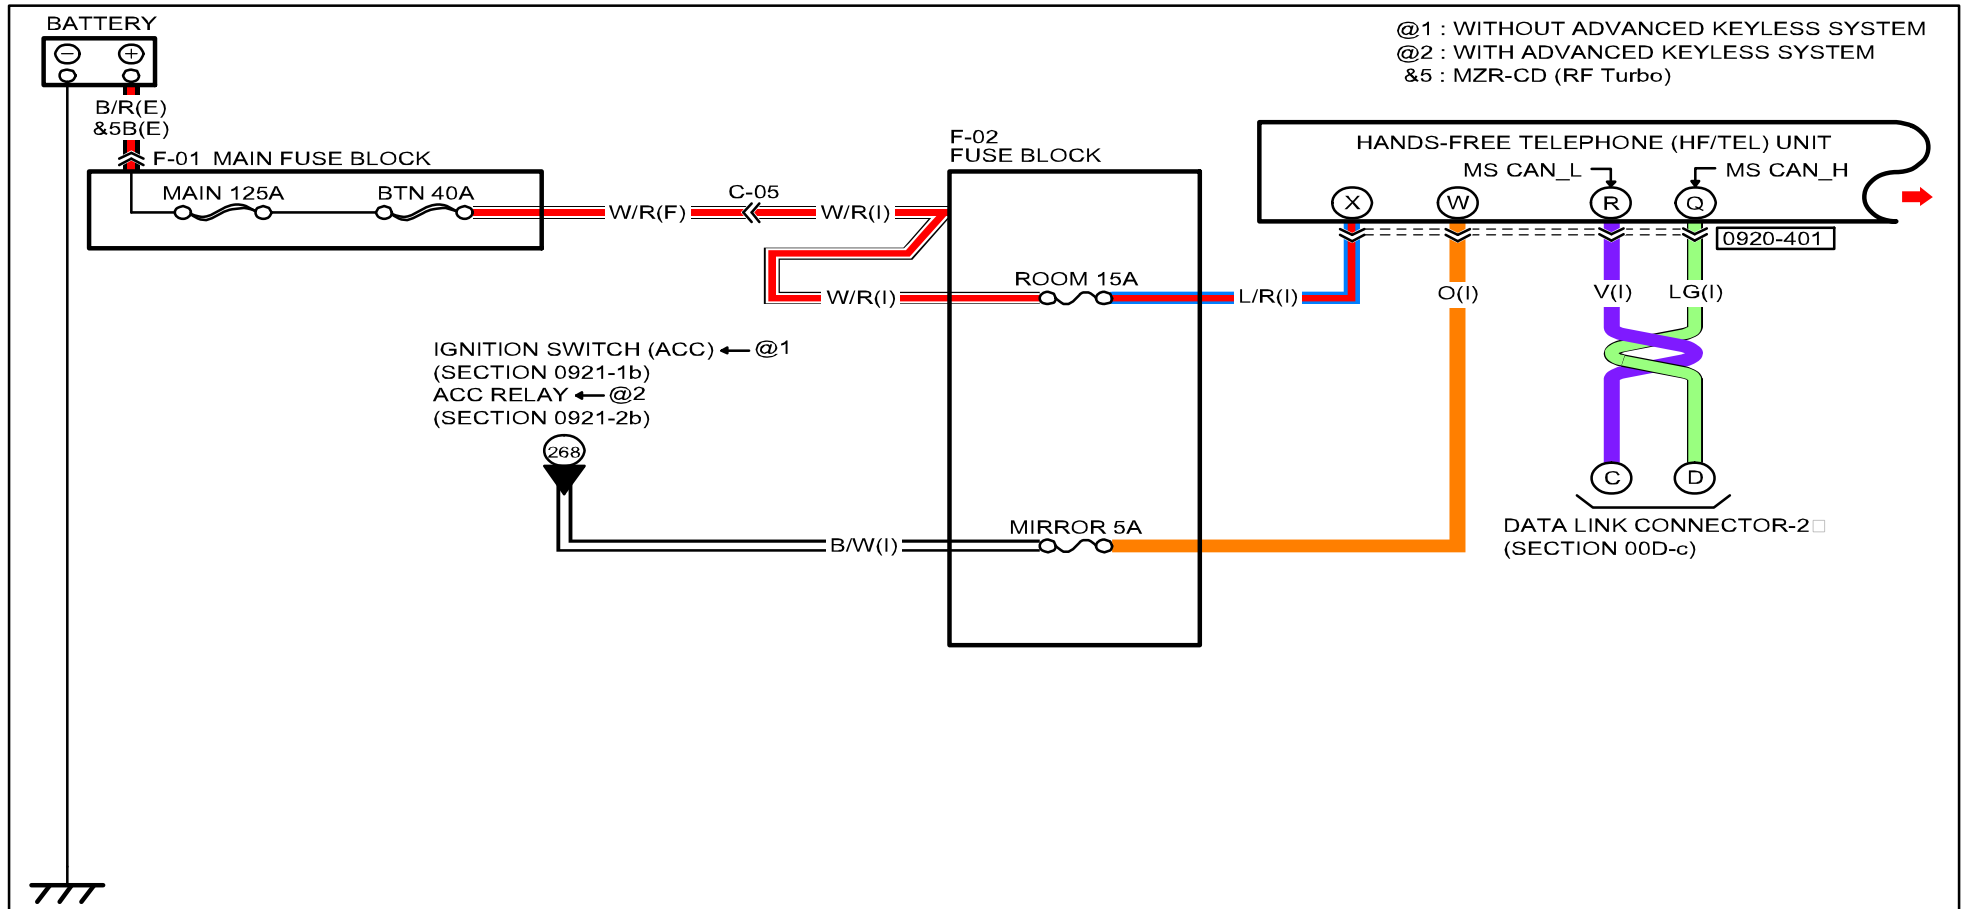 BATTERY
− +
B/R(E)
&5B(E)
F-01 MAIN FUSE BLOCK
MAIN 125A
BTN 40A
W/R(F)
C-05
W/R(I)
F-02
FUSE BLOCK
W/R(I)
ROOM 15A
L/R(I)
@1 : WITHOUT ADVANCED KEYLESS SYSTEM
@2 : WITH ADVANCED KEYLESS SYSTEM
&5 : MZR-CD (RF Turbo)
HANDS-FREE TELEPHONE (HF/TEL) UNIT
MS CAN_L
MS CAN_H
X
W
R
Q
0920-401
O(I)
V(I)
LG(I)
IGNITION SWITCH (ACC) ← @1
(SECTION 0921-1b)
ACC RELAY ← @2
(SECTION 0921-2b)
268
B/W(I)
MIRROR 5A
C
D
DATA LINK CONNECTOR-2□
(SECTION 00D-c)